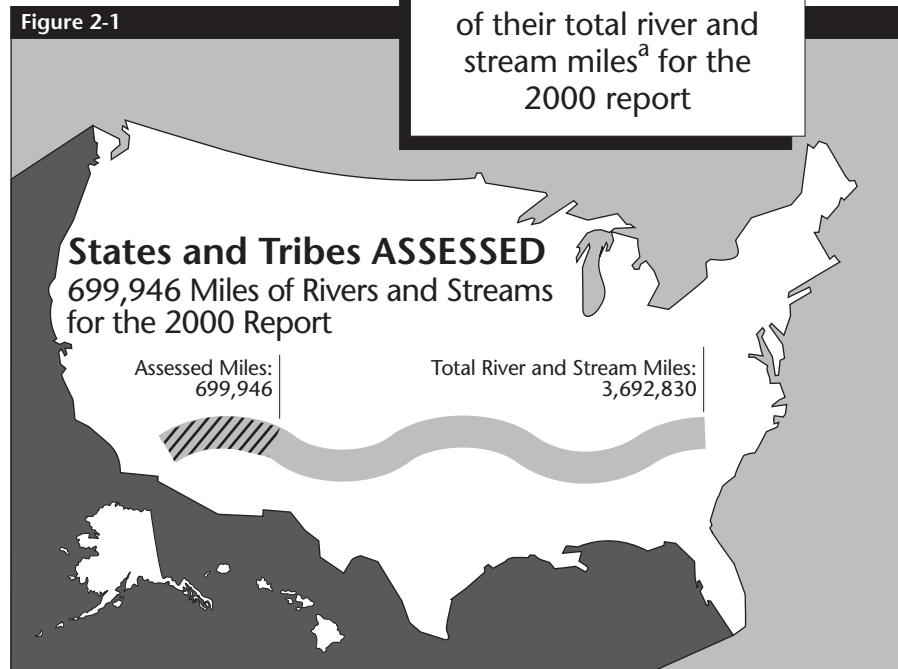 Figure 2-1
of their total river and
stream milesᵃ for the
2000 report
States and Tribes ASSESSED
699,946 Miles of Rivers and Streams
for the 2000 Report
Assessed Miles:
699,946
Total River and Stream Miles:
3,692,830